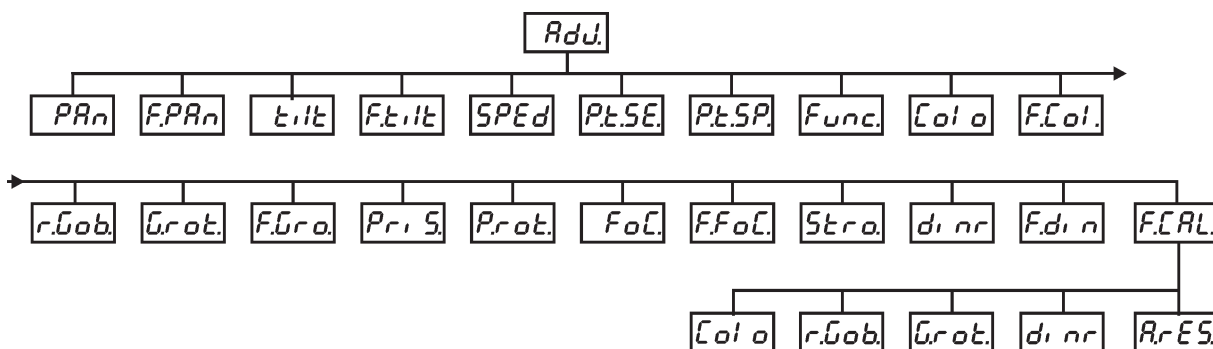 Adj.
PAn F.PAn tilt F.tilt SPEd P.t.SE. P.t.SP. Func. Colo F.Col.
r.Gob. G.rot. F.Gro. PriS. P.rot. FoC. F.FoC. Stro. dinr F.din F.CAL.
Colo r.Gob. G.rot. dinr A.rES.